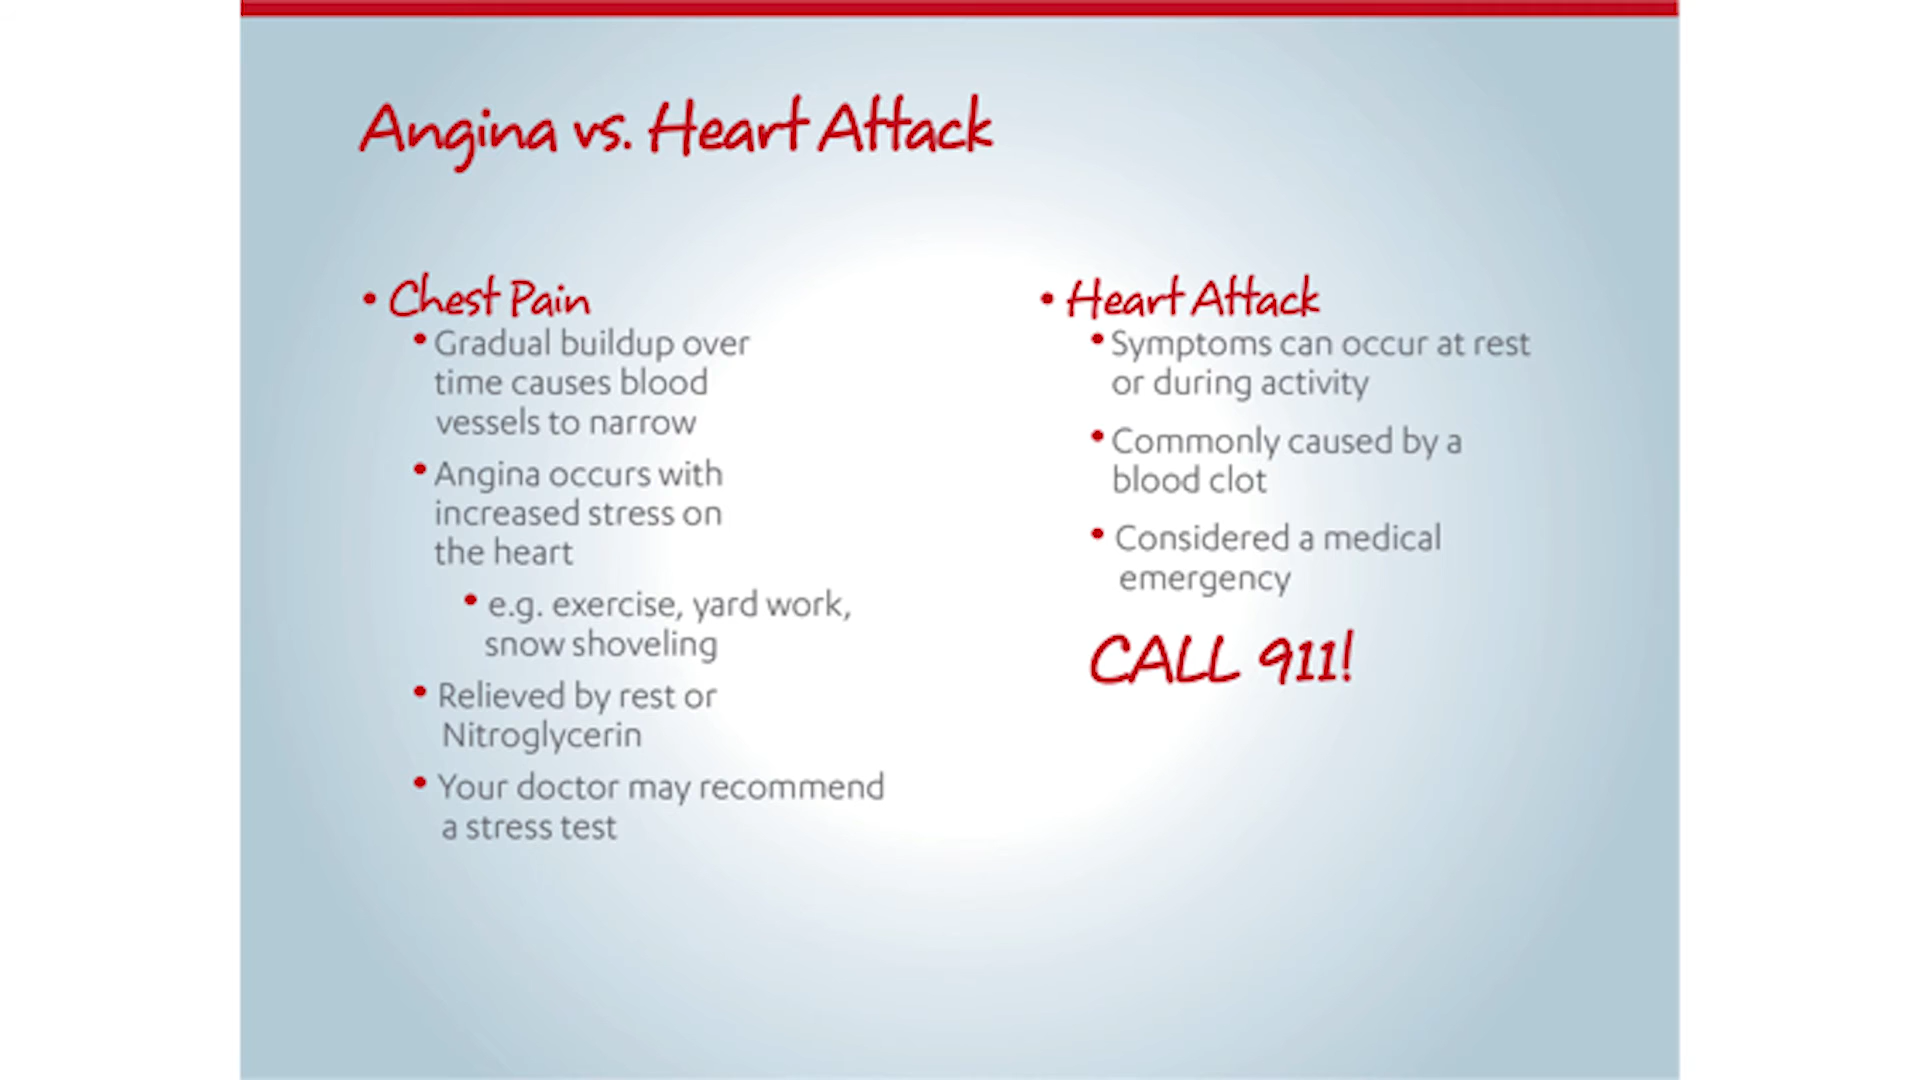 Angina vs. Heart Attack
• Chest Pain
• Gradual buildup over
time causes blood
vessels to narrow
• Angina occurs with
increased stress on
the heart
• e.g. exercise, yard work,
snow shoveling
• Relieved by rest or
Nitroglycerin
• Your doctor may recommend
a stress test
• Heart Attack
• Symptoms can occur at rest
or during activity
• Commonly caused by a
blood clot
• Considered a medical
emergency
CALL 911!